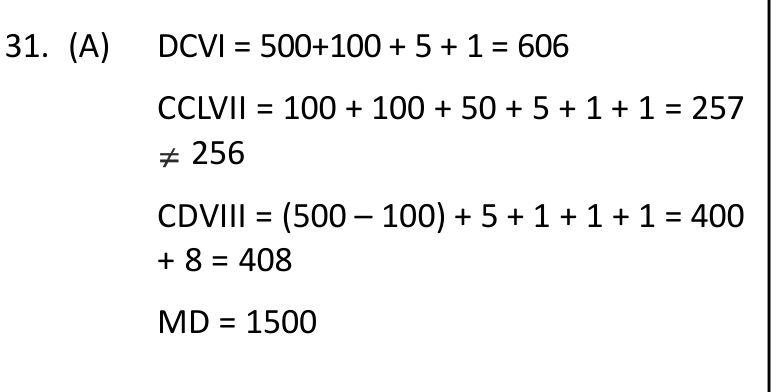 31. (A) DCVI = 500+100 + 5 + 1 = 606
CCLVII = 100 + 100 + 50 + 5 + 1 + 1 = 257
≠ 256
CDVIII = (500 – 100) + 5 + 1 + 1 + 1 = 400
+ 8 = 408
MD = 1500